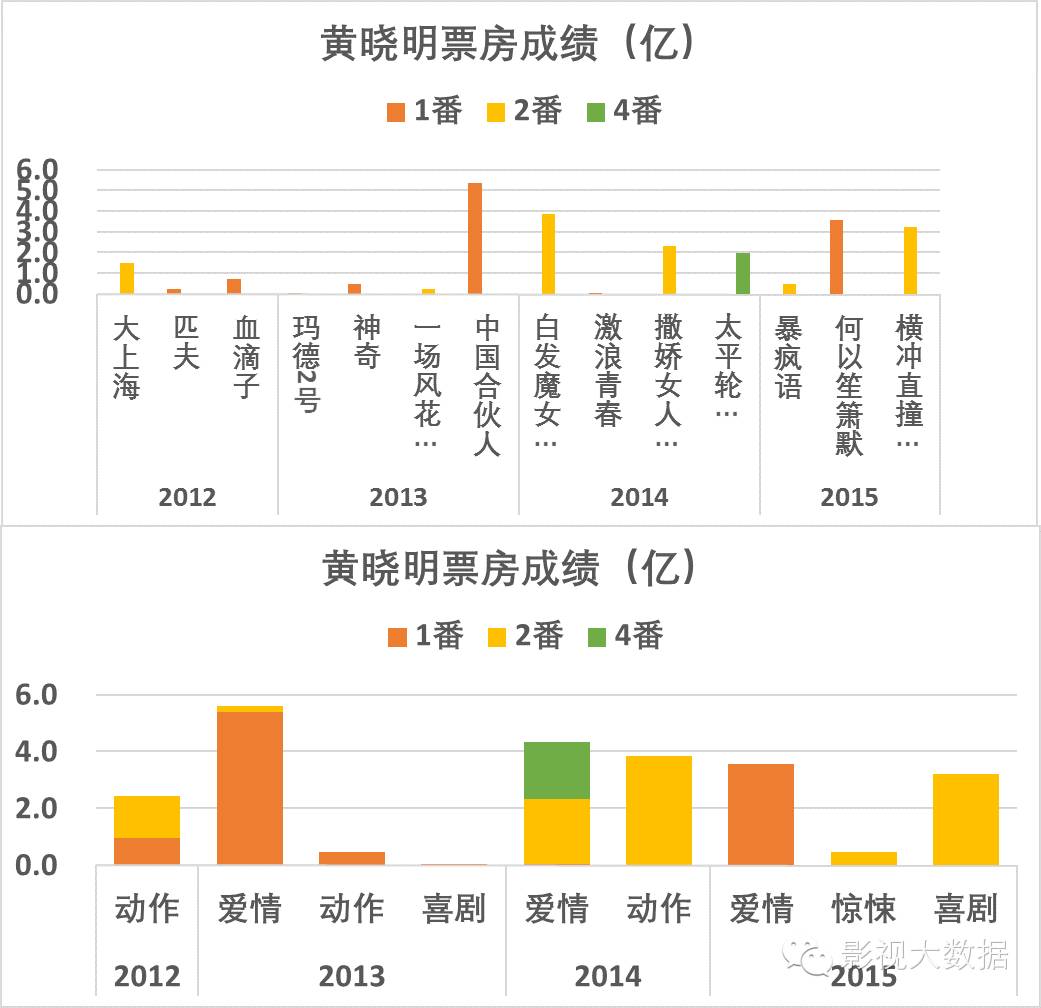 黄晓明票房成绩（亿）
1番 2番 4番
6.0
5.0
4.0
3.0
2.0
1.0
0.0
大上海 匹夫 血滴子 玛德2号 神奇 一场风花… 中国合伙人 白发魔女… 激浪青春 撒娇女人… 太平轮… 暴疯语 何以笙箫默 横冲直撞…
2012 2013 2014 2015
黄晓明票房成绩（亿）
1番 2番 4番
6.0
4.0
2.0
0.0
动作 爱情 动作 喜剧 爱情 动作 爱情 惊悚 喜剧
2012 2013 2014 2015
影视大数据